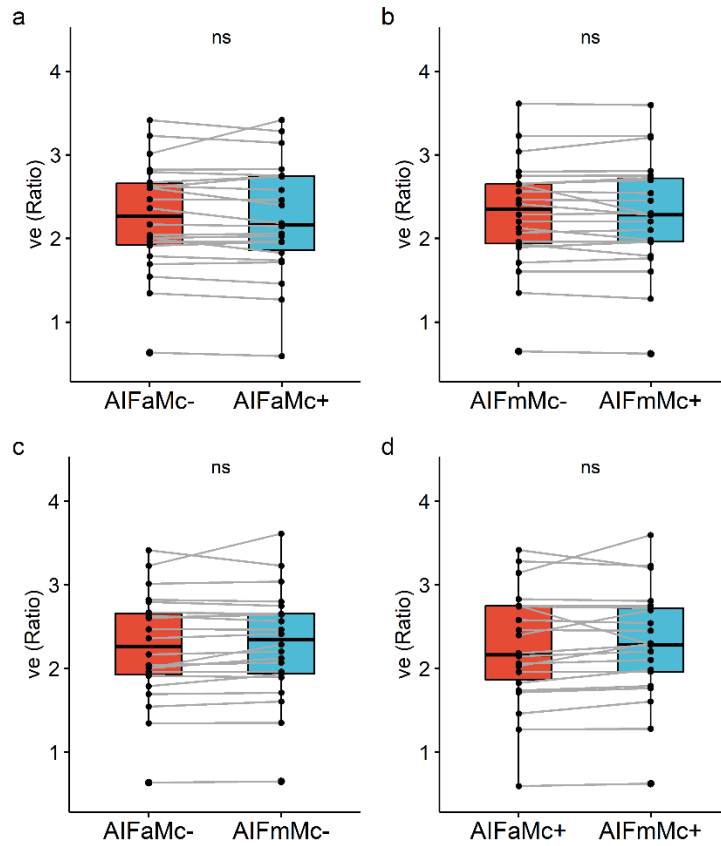 a
ns
4
3
2
1
ve (Ratio)
AIFaMc-
AIFaMc+
b
ns
4
3
2
1
ve (Ratio)
AIFmMc-
AIFmMc+
c
ns
4
3
2
1
ve (Ratio)
AIFaMc-
AIFmMc-
d
ns
4
3
2
1
ve (Ratio)
AIFaMc+
AIFmMc+